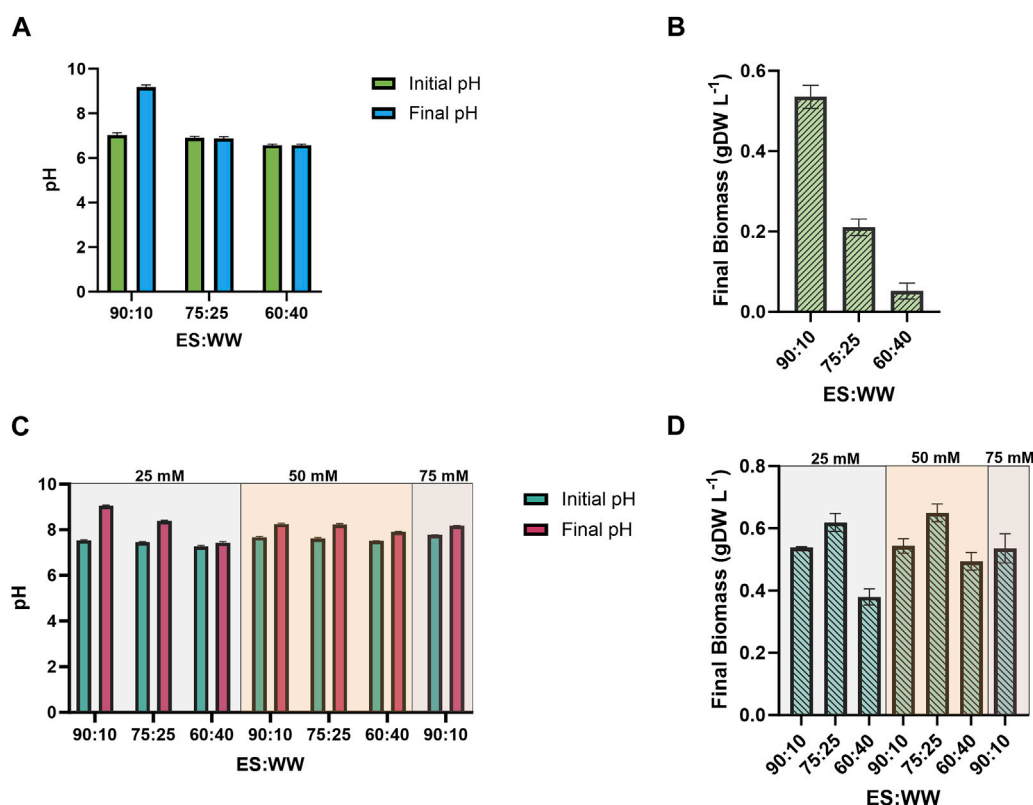 A
10
8
6
4
2
0
pH
90:10 75:25 60:40
ES:WW
Initial pH
Final pH
B
0.6
0.4
0.2
0.0
Final Biomass (gDW L⁻¹)
90:10 75:25 60:40
ES:WW
C
25 mM 50 mM 75 mM
10
8
6
4
2
0
pH
90:10 75:25 60:40 90:10 75:25 60:40 90:10
ES:WW
Initial pH
Final pH
D
25 mM 50 mM 75 mM
0.8
0.6
0.4
0.2
0.0
Final Biomass (gDW L⁻¹)
90:10 75:25 60:40 90:10 75:25 60:40 90:10
ES:WW